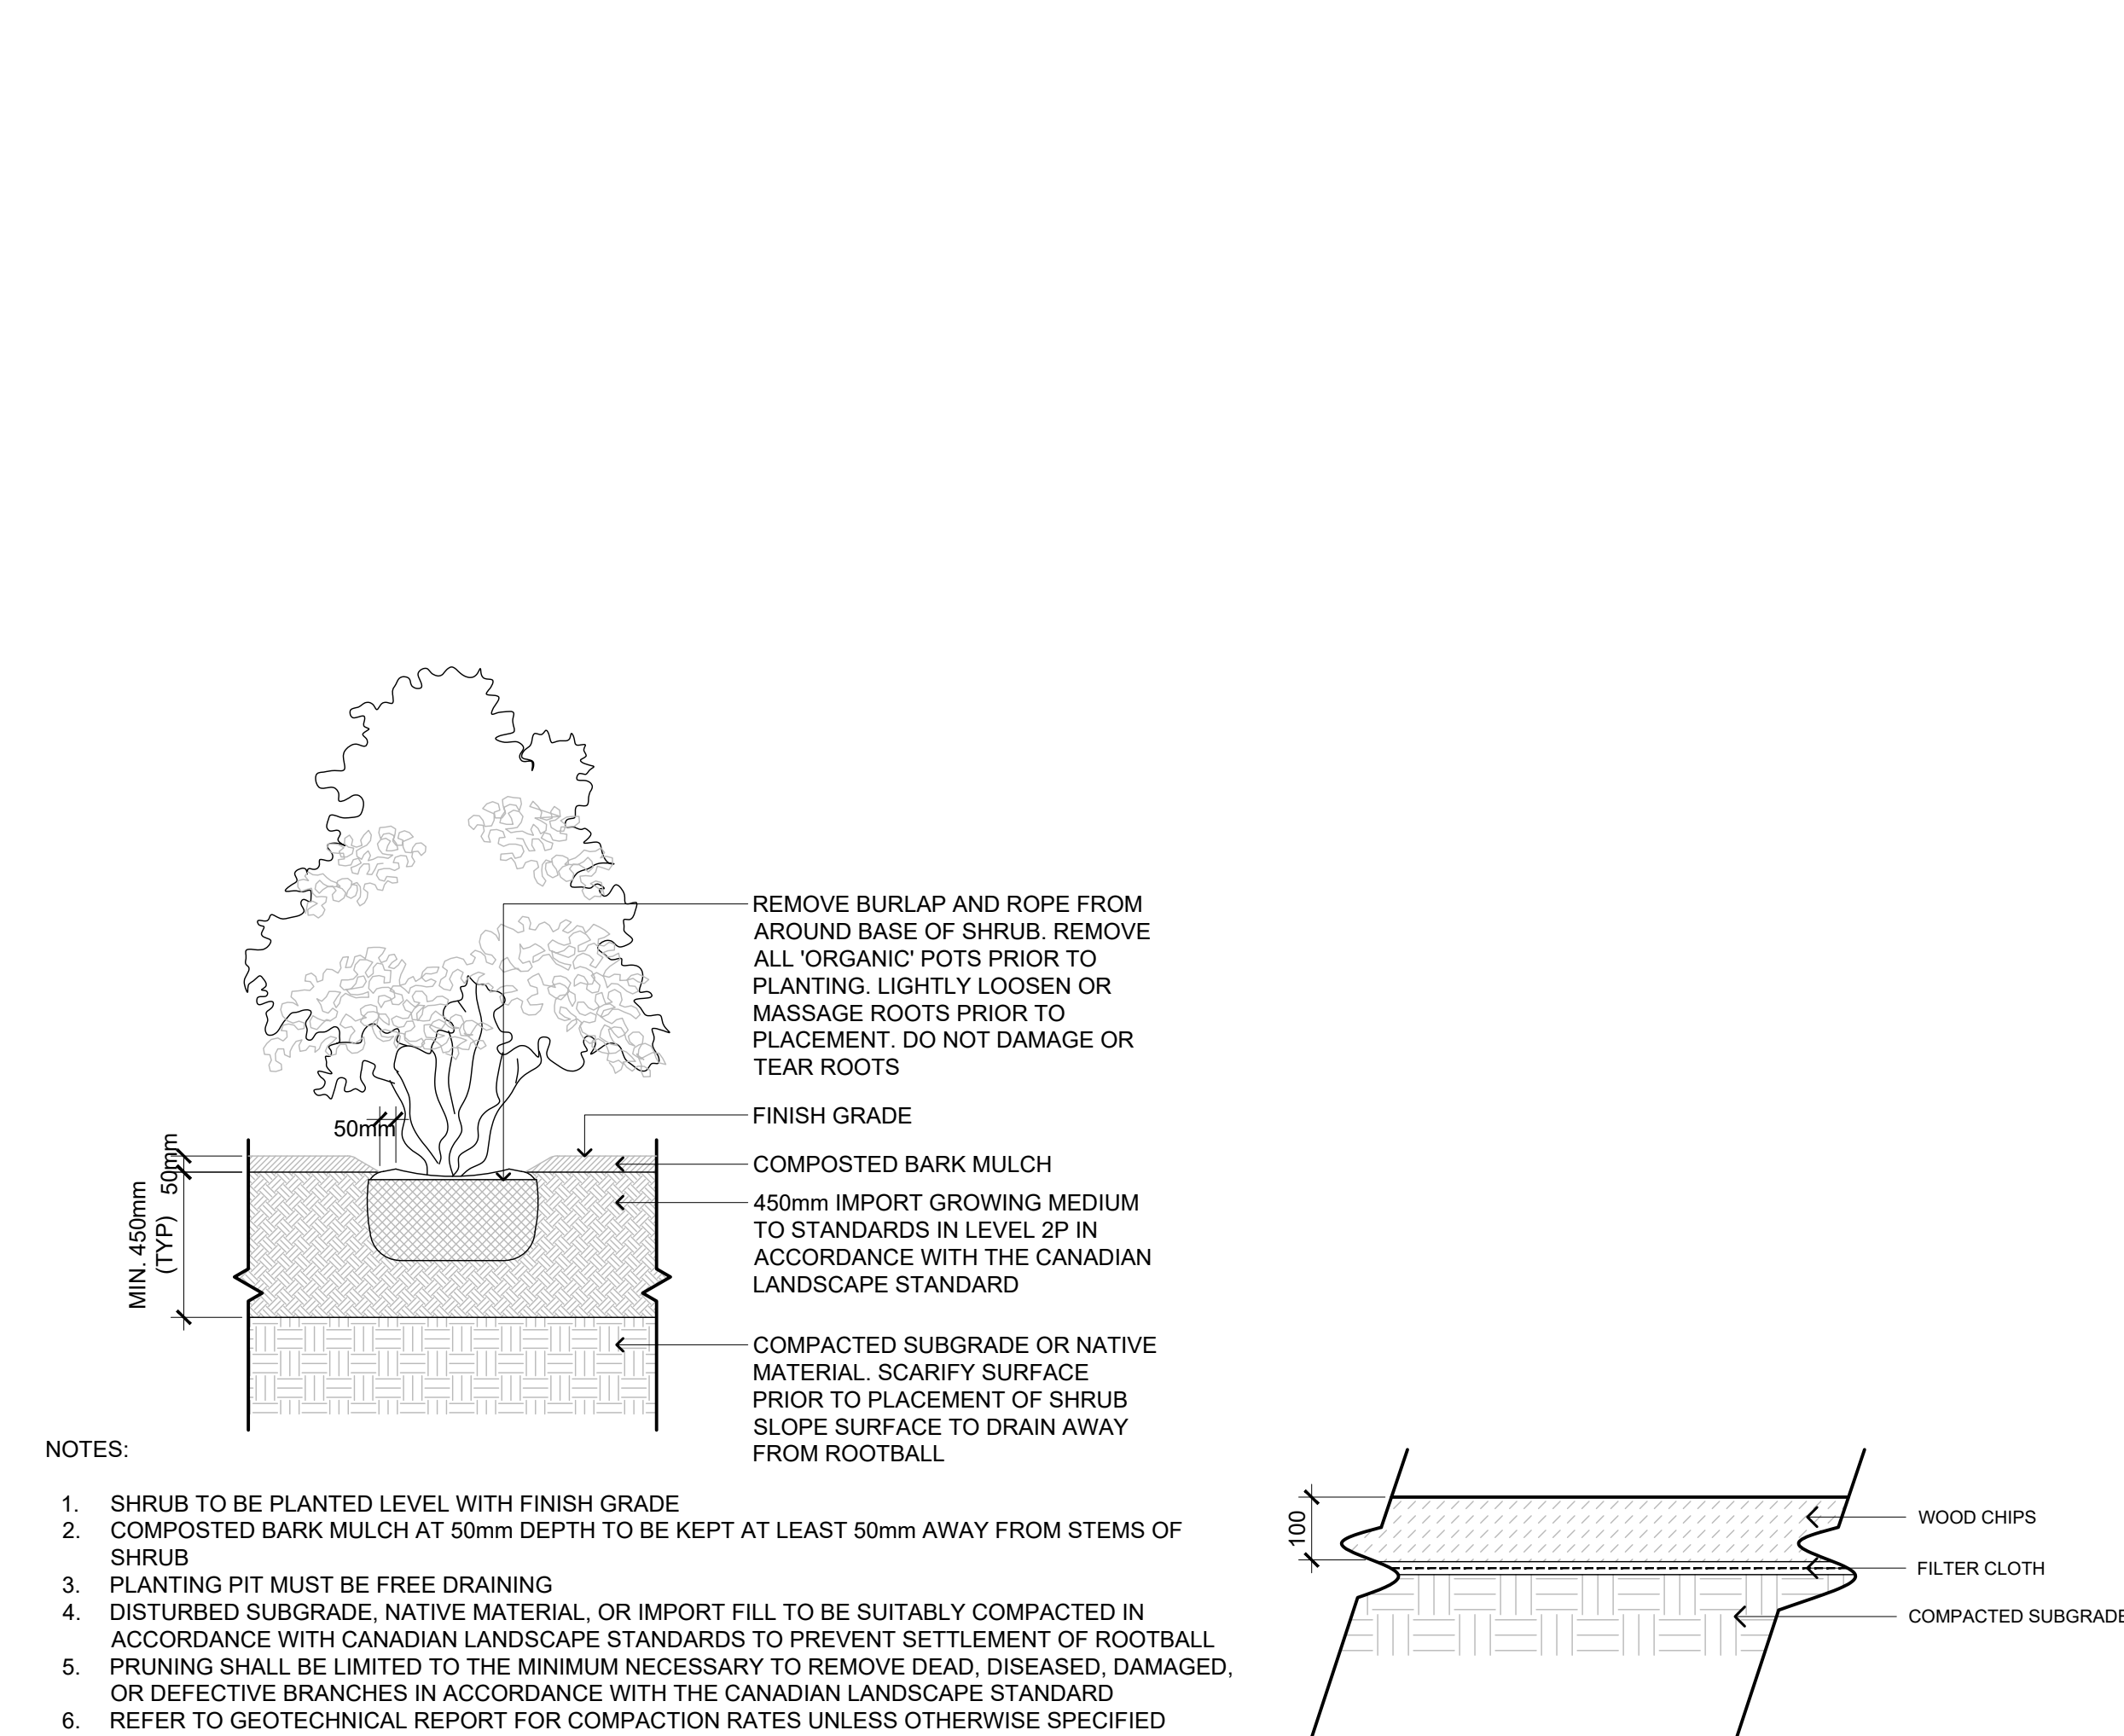 REMOVE BURLAP AND ROPE FROM
AROUND BASE OF SHRUB. REMOVE
ALL 'ORGANIC' POTS PRIOR TO
PLANTING. LIGHTLY LOOSEN OR
MASSAGE ROOTS PRIOR TO
PLACEMENT. DO NOT DAMAGE OR
TEAR ROOTS
FINISH GRADE
50mm
COMPOSTED BARK MULCH
50mm
MIN. 450mm
(TYP)
450mm IMPORT GROWING MEDIUM
TO STANDARDS IN LEVEL 2P IN
ACCORDANCE WITH THE CANADIAN
LANDSCAPE STANDARD
COMPACTED SUBGRADE OR NATIVE
MATERIAL. SCARIFY SURFACE
PRIOR TO PLACEMENT OF SHRUB
SLOPE SURFACE TO DRAIN AWAY
FROM ROOTBALL
NOTES:
1. SHRUB TO BE PLANTED LEVEL WITH FINISH GRADE
2. COMPOSTED BARK MULCH AT 50mm DEPTH TO BE KEPT AT LEAST 50mm AWAY FROM STEMS OF
SHRUB
3. PLANTING PIT MUST BE FREE DRAINING
4. DISTURBED SUBGRADE, NATIVE MATERIAL, OR IMPORT FILL TO BE SUITABLY COMPACTED IN
ACCORDANCE WITH CANADIAN LANDSCAPE STANDARDS TO PREVENT SETTLEMENT OF ROOTBALL
5. PRUNING SHALL BE LIMITED TO THE MINIMUM NECESSARY TO REMOVE DEAD, DISEASED, DAMAGED,
OR DEFECTIVE BRANCHES IN ACCORDANCE WITH THE CANADIAN LANDSCAPE STANDARD
6. REFER TO GEOTECHNICAL REPORT FOR COMPACTION RATES UNLESS OTHERWISE SPECIFIED
100
WOOD CHIPS
FILTER CLOTH
COMPACTED SUBGRADE